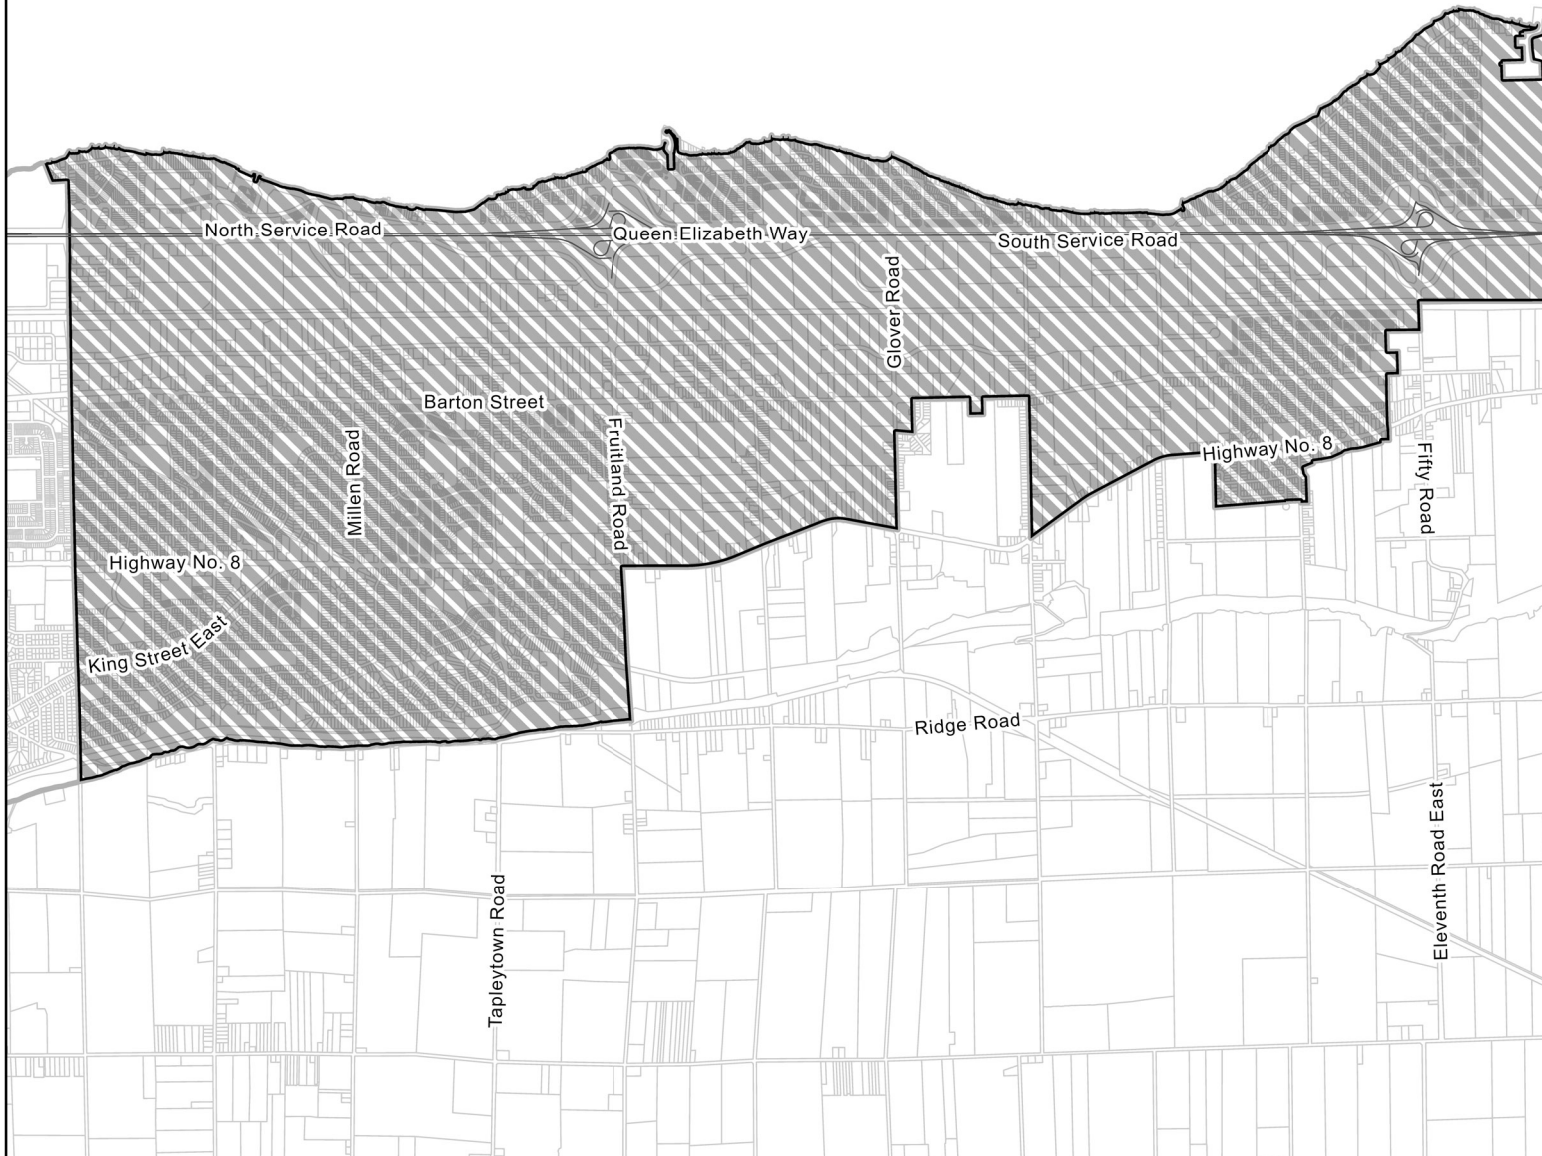 North Service Road
Queen Elizabeth Way
South Service Road
Glover Road
Barton Street
Millen Road
Fruitland Road
Highway No. 8
Fifty Road
Highway No. 8
King Street East
Ridge Road
Tapleytown Road
Eleventh Road East